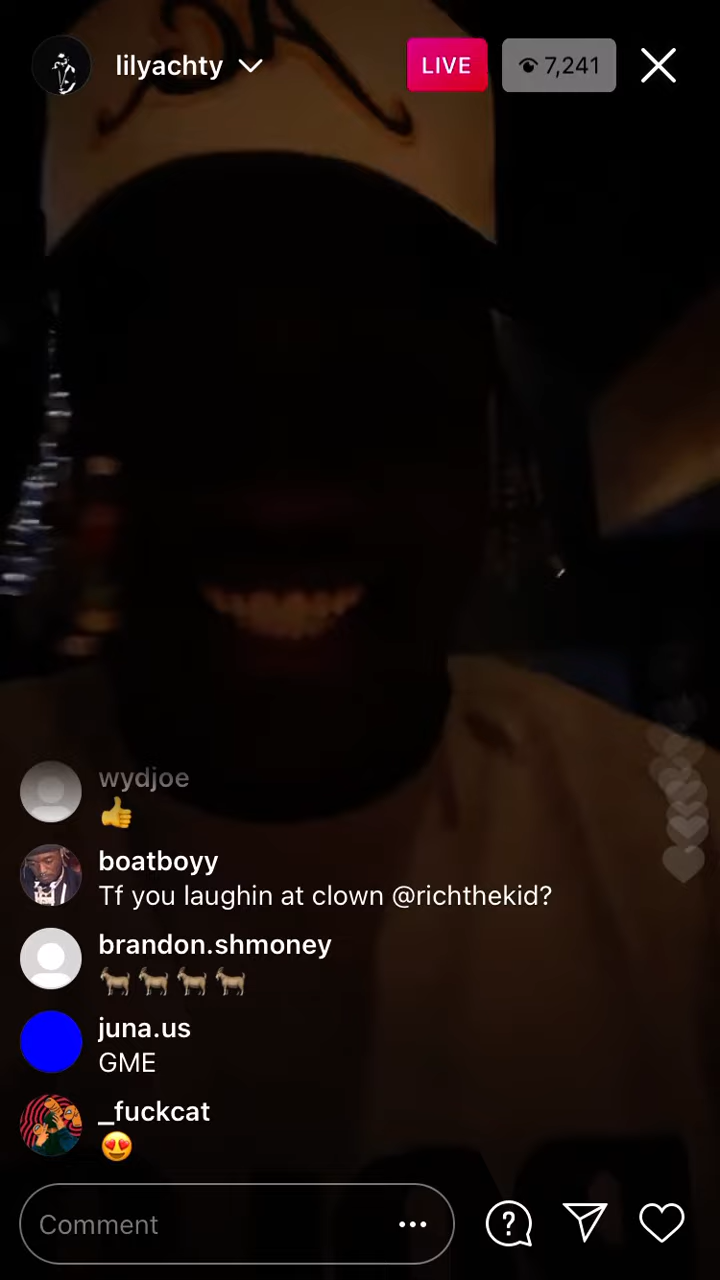 lilyachty
LIVE
7,241
wydjoe
👍
boatboyy
Tf you laughin at clown @richthekid?
brandon.shmoney
🐐🐐🐐🐐
juna.us
GME
_fuckcat
😍
Comment